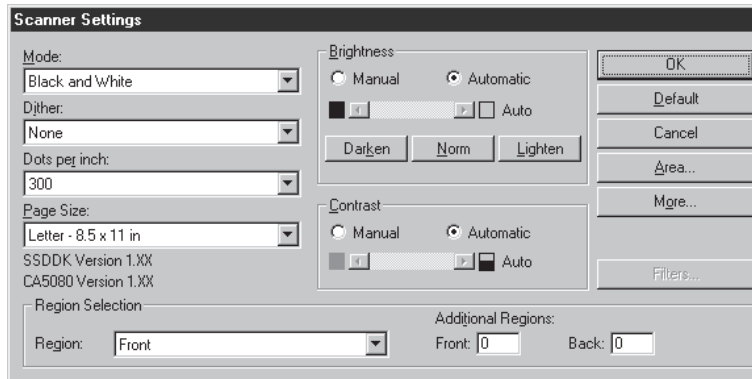 Scanner Settings
Mode:
Black and White
Dither:
None
Dots per inch:
300
Page Size:
Letter - 8.5 x 11 in
SSDDK Version 1.XX
CA5080 Version 1.XX
Brightness
Manual Automatic
Auto
Darken Norm Lighten
Contrast
Manual Automatic
Auto
OK
Default
Cancel
Area...
More...
Filters...
Region Selection
Region: Front
Additional Regions:
Front: 0 Back: 0